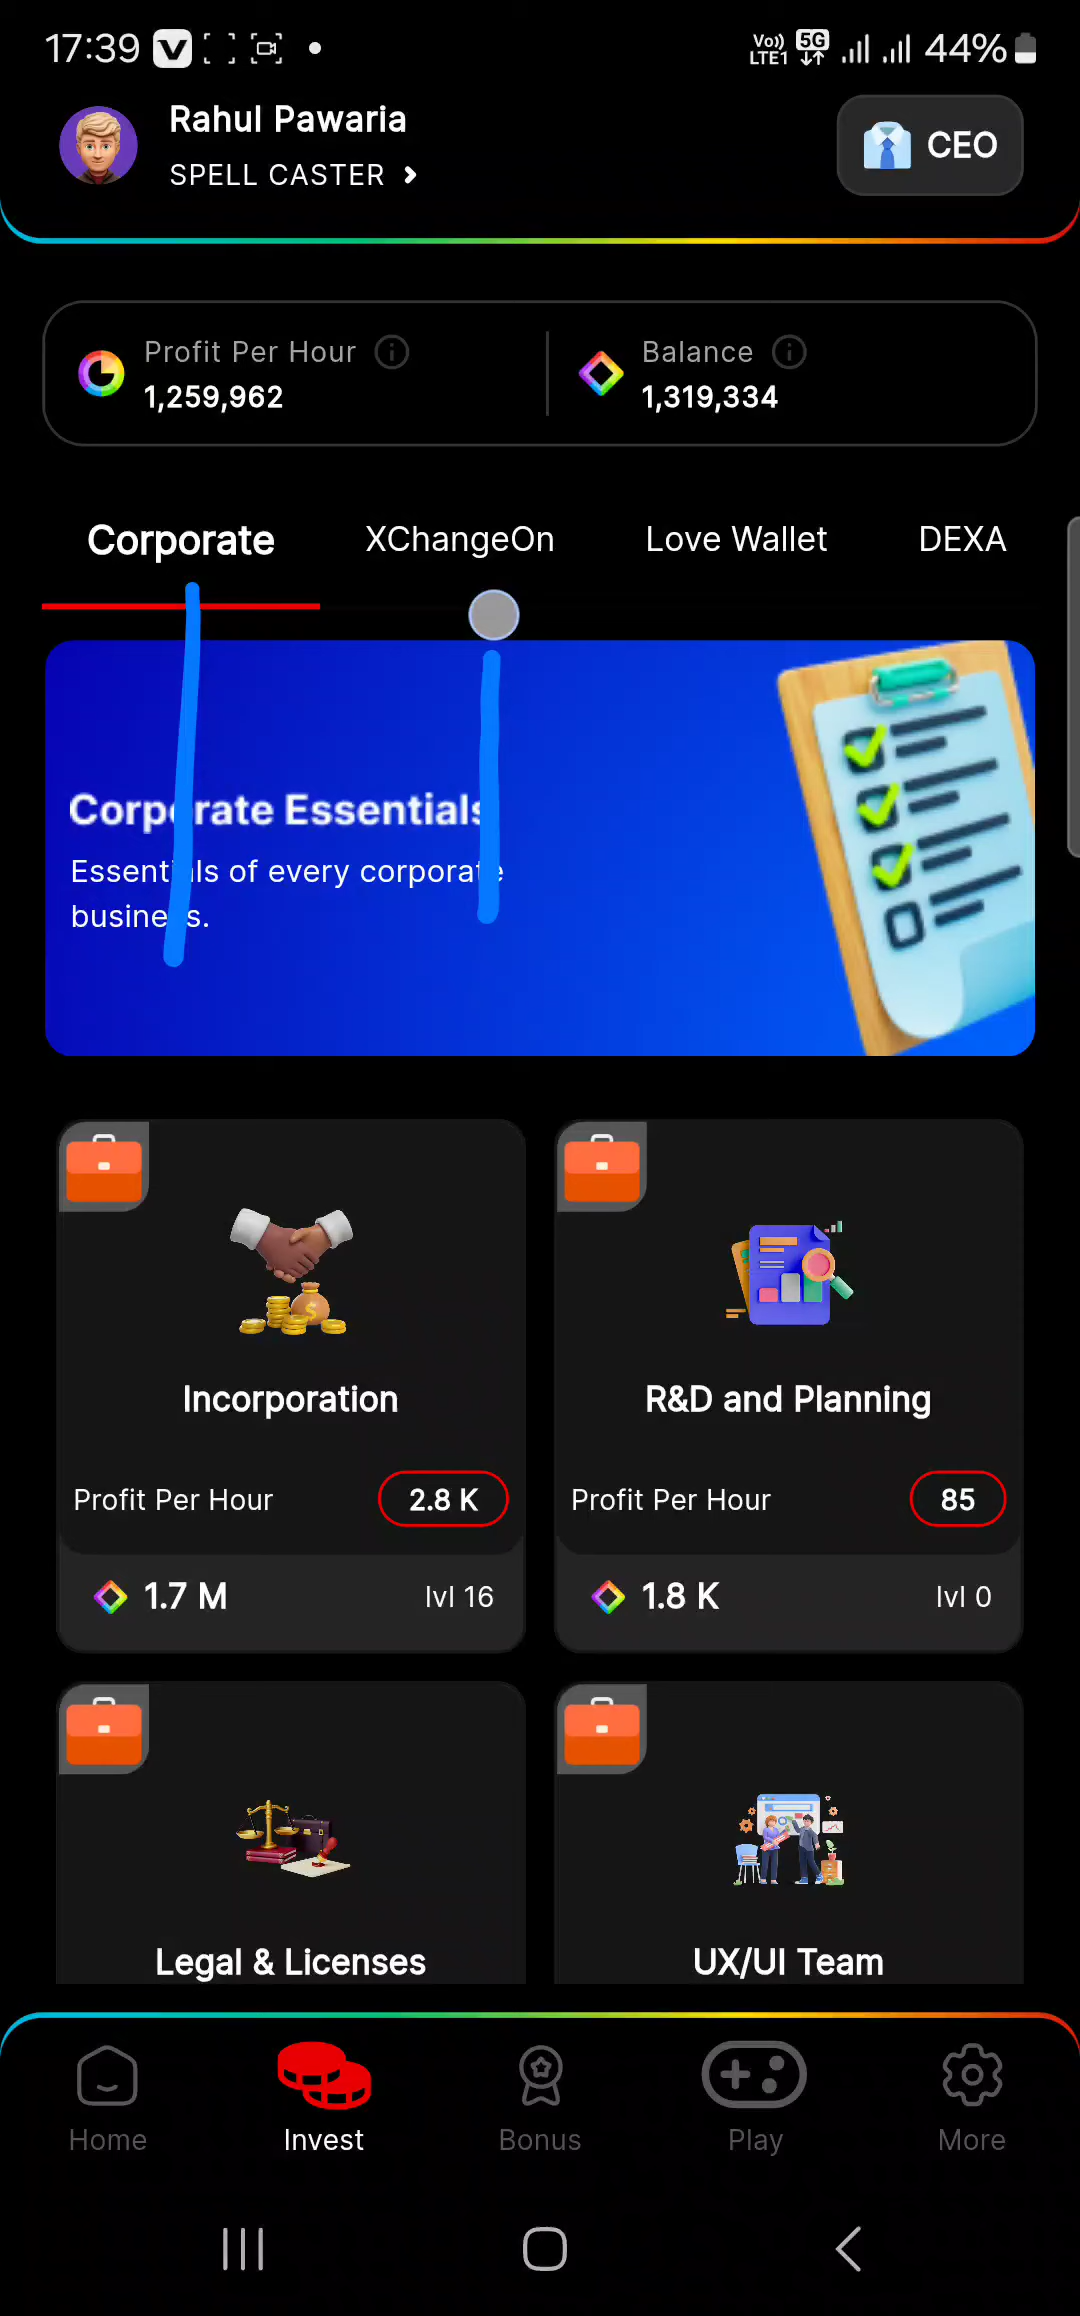 17:39
Vo))
LTE1
5G
44%
Rahul Pawaria
SPELL CASTER
CEO
Profit Per Hour
1,259,962
Balance
1,319,334
Corporate
XChangeOn
Love Wallet
DEXA
Corporate Essentials
Essentials of every corporate
business.
Incorporation
Profit Per Hour
2.8 K
1.7 M
lvl 16
R&D and Planning
Profit Per Hour
85
1.8 K
lvl 0
Legal & Licenses
UX/UI Team
Home
Invest
Bonus
Play
More